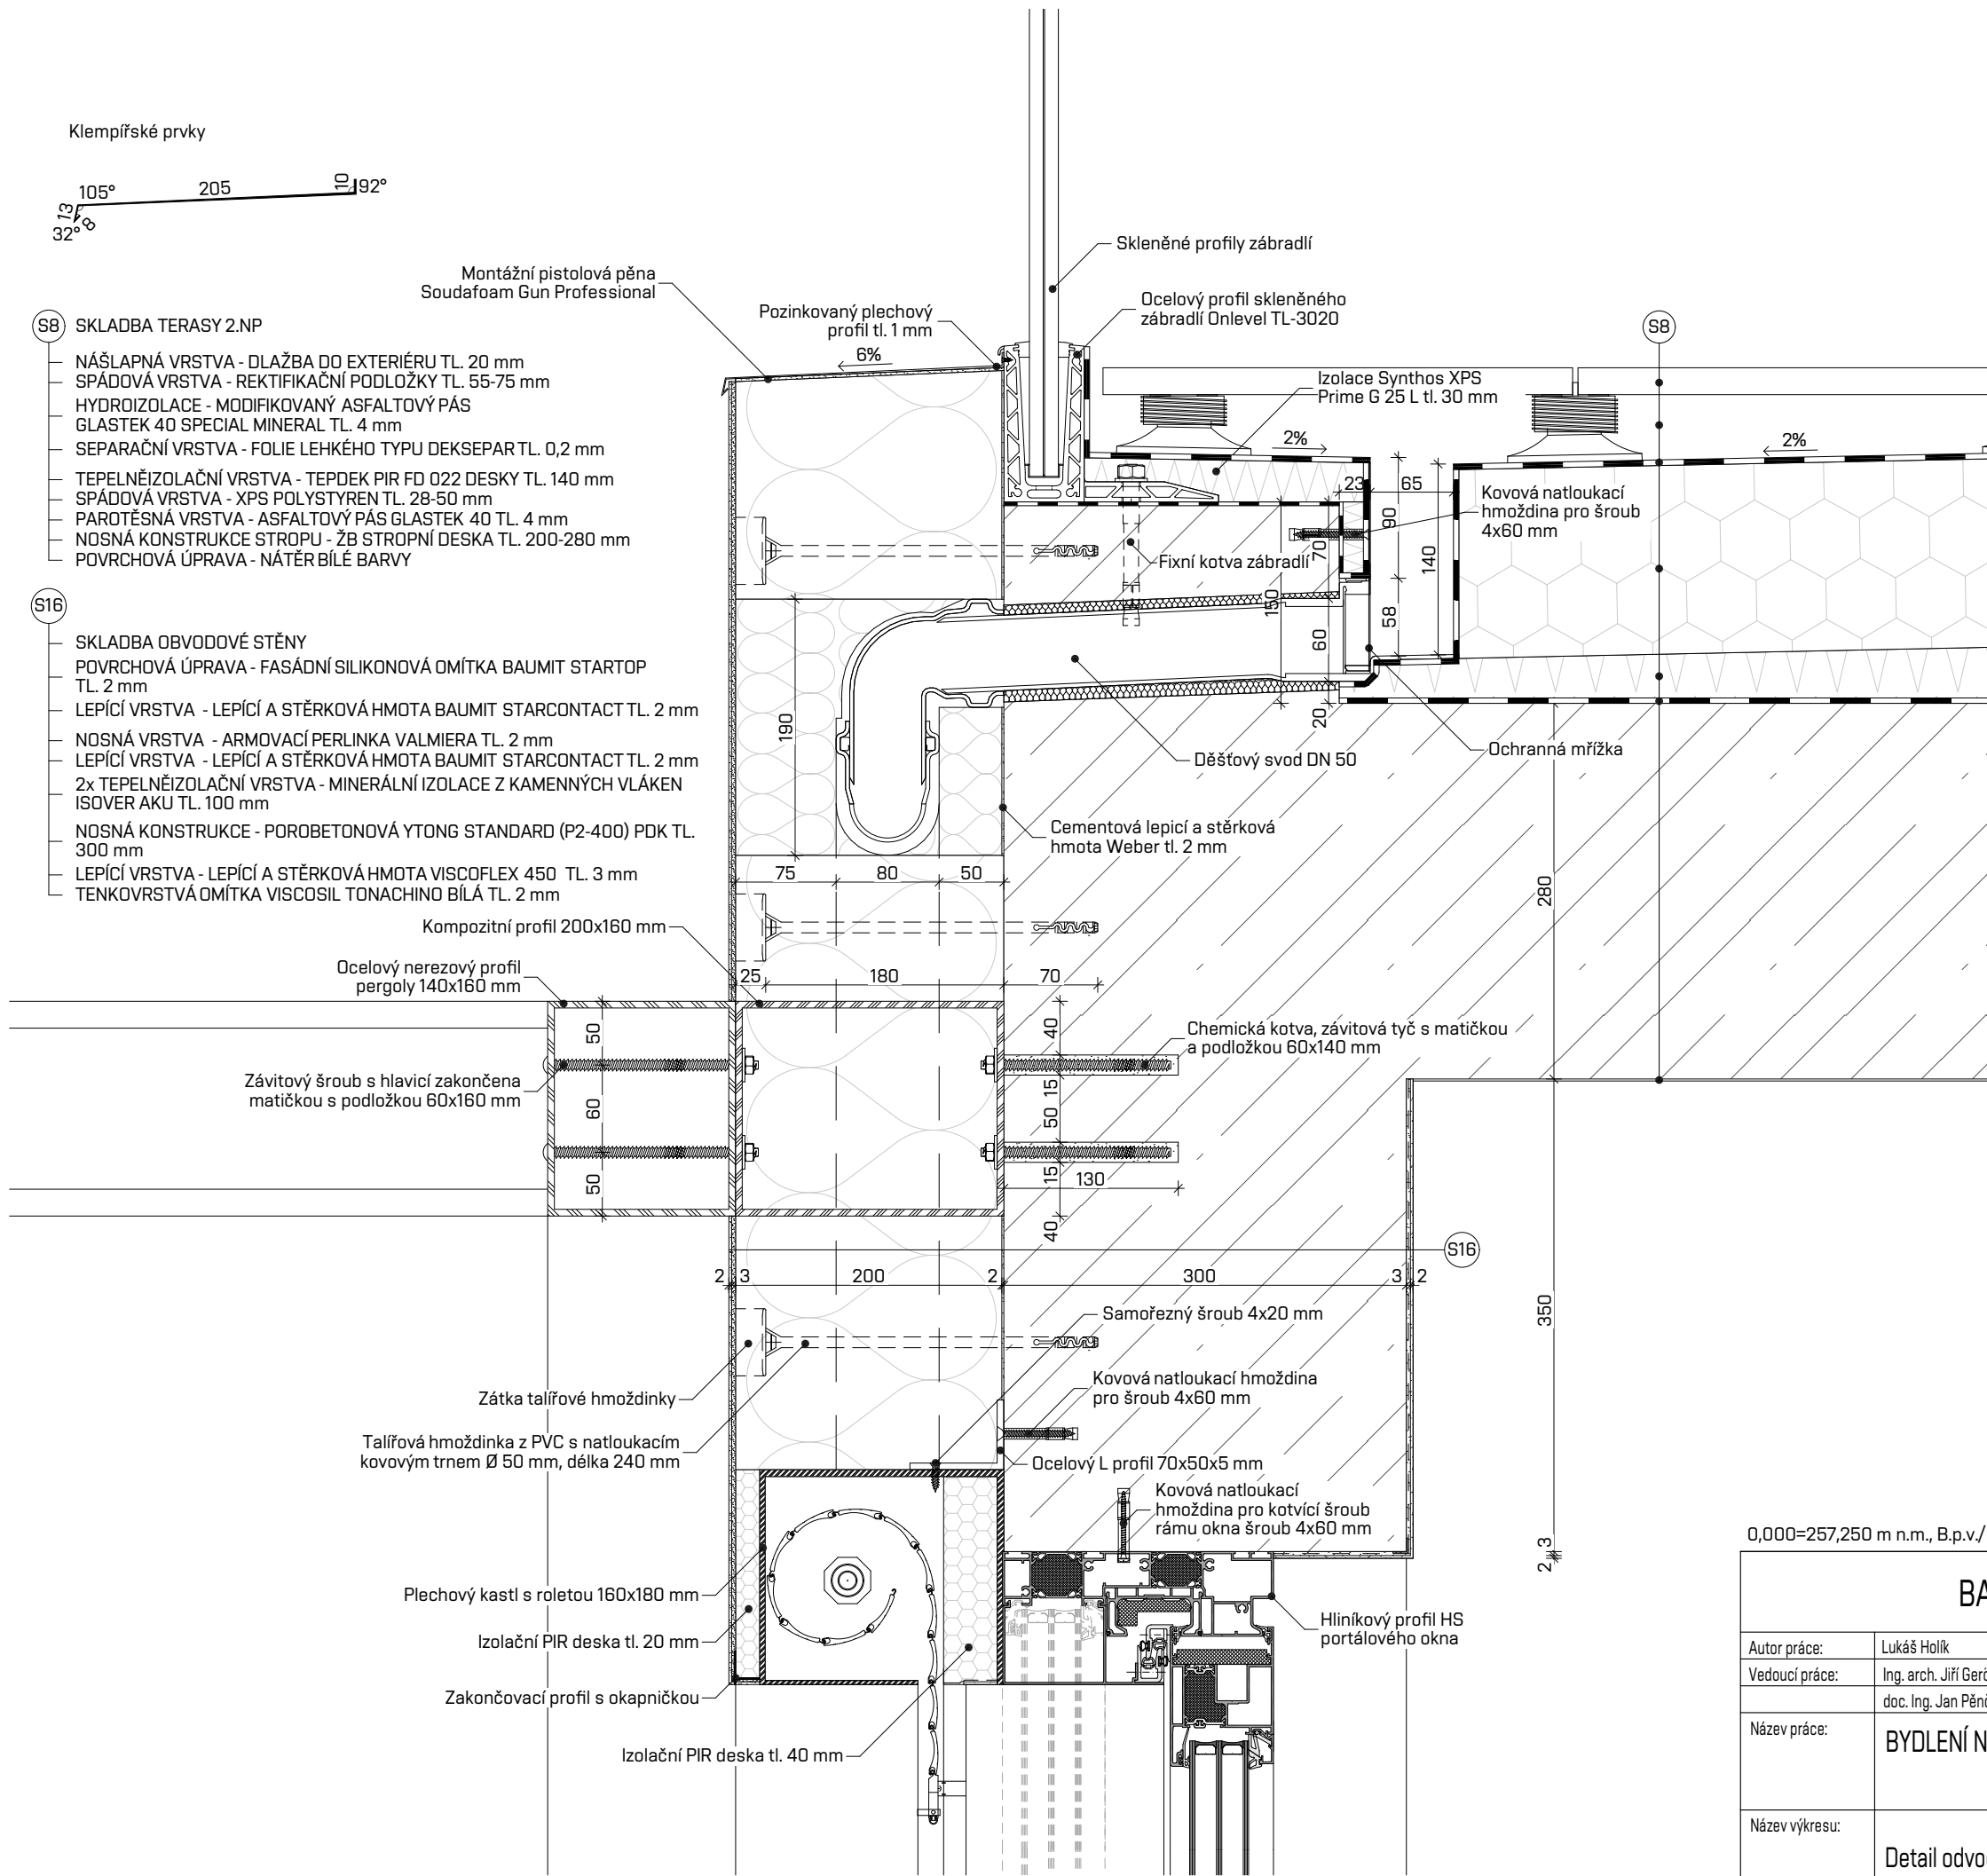 Klempířské prvky
105°
205
10
92°
13
8
32°
S8
SKLADBA TERASY 2.NP
NÁŠLAPNÁ VRSTVA - DLAŽBA DO EXTERIÉRU TL. 20 mm
SPÁDOVÁ VRSTVA - REKTIFIKAČNÍ PODLOŽKY TL. 55-75 mm
HYDROIZOLACE - MODIFIKOVANÝ ASFALTOVÝ PÁS
GLASTEK 40 SPECIAL MINERAL TL. 4 mm
SEPARAČNÍ VRSTVA - FOLIE LEHKÉHO TYPU DEKSEPAR TL. 0,2 mm
TEPELNĚIZOLAČNÍ VRSTVA - TEPDEK PIR FD 022 DESKY TL. 140 mm
SPÁDOVÁ VRSTVA - XPS POLYSTYREN TL. 28-50 mm
PAROTĚSNÁ VRSTVA - ASFALTOVÝ PÁS GLASTEK 40 TL. 4 mm
NOSNÁ KONSTRUKCE STROPU - ŽB STROPNÍ DESKA TL. 200-280 mm
POVRCHOVÁ ÚPRAVA - NÁTĚR BÍLÉ BARVY
S16
SKLADBA OBVODOVÉ STĚNY
POVRCHOVÁ ÚPRAVA - FASÁDNÍ SILIKONOVÁ OMÍTKA BAUMIT STARTOP
TL. 2 mm
LEPÍCÍ VRSTVA - LEPÍCÍ A STĚRKOVÁ HMOTA BAUMIT STARCONTACT TL. 2 mm
NOSNÁ VRSTVA - ARMOVACÍ PERLINKA VALMIERA TL. 2 mm
LEPÍCÍ VRSTVA - LEPÍCÍ A STĚRKOVÁ HMOTA BAUMIT STARCONTACT TL. 2 mm
2x TEPELNĚIZOLAČNÍ VRSTVA - MINERÁLNÍ IZOLACE Z KAMENNÝCH VLÁKEN
ISOVER AKU TL. 100 mm
NOSNÁ KONSTRUKCE - POROBETONOVÁ YTONG STANDARD (P2-400) PDK TL.
300 mm
LEPÍCÍ VRSTVA - LEPÍCÍ A STĚRKOVÁ HMOTA VISCOFLEX 450 TL. 3 mm
TENKOVRSTVÁ OMÍTKA VISCOSIL TONACHINO BÍLÁ TL. 2 mm
Montážní pistolová pěna
Soudafoam Gun Professional
Pozinkovaný plechový
profil tl. 1 mm
6%
Skleněné profily zábradlí
Ocelový profil skleněného
zábradlí Onlevel TL-3020
Izolace Synthos XPS
Prime G 25 L tl. 30 mm
S8
2%
2%
23
65
Kovová natloukací
hmoždina pro šroub
4x60 mm
90
70
140
Fixní kotva zábradlí
150
58
60
20
190
Děšťový svod DN 50
Ochranná mřížka
Cementová lepicí a stěrková
hmota Weber tl. 2 mm
75
80
50
280
Kompozitní profil 200x160 mm
Ocelový nerezový profil
pergoly 140x160 mm
25
180
70
50
60
50
Závitový šroub s hlavicí zakončena
matičkou s podložkou 60x160 mm
Chemická kotva, závitová tyč s matičkou
a podložkou 60x140 mm
40
15
50
15
40
130
S16
2
3
200
2
300
3
2
350
Samořezný šroub 4x20 mm
Zátka talířové hmoždinky
Kovová natloukací hmoždina
pro šroub 4x60 mm
Talířová hmoždinka z PVC s natloukacím
kovovým trnem Ø 50 mm, délka 240 mm
Ocelový L profil 70x50x5 mm
Kovová natloukací
hmoždina pro kotvící šroub
rámu okna šroub 4x60 mm
3
2
Plechový kastl s roletou 160x180 mm
Izolační PIR deska tl. 20 mm
Hliníkový profil HS
portálového okna
Zakončovací profil s okapničkou
Izolační PIR deska tl. 40 mm
0,000=257,250 m n.m., B.p.v./
BA
Autor práce:
Lukáš Holík
Vedoucí práce:
Ing. arch. Jiří
doc. Ing. Jan
Název práce:
BYDLENÍ N
Název výkresu:
Detail odvo